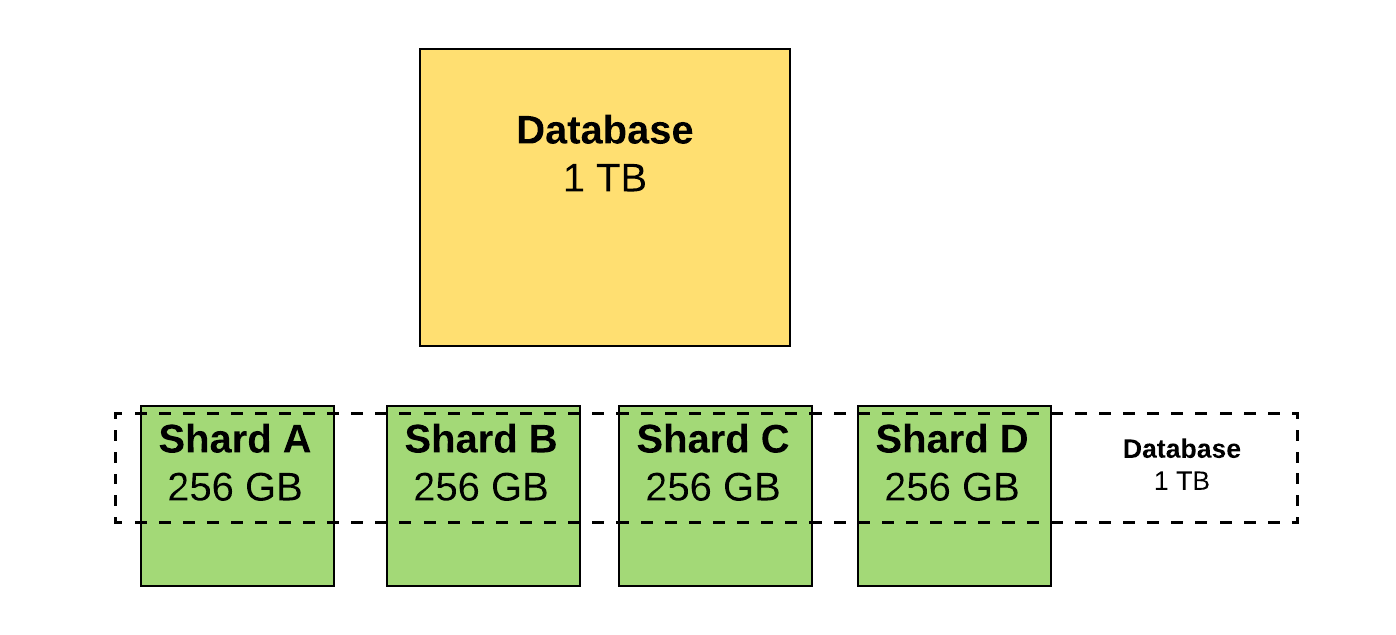 Database
1 TB
Shard A
256 GB
Shard B
256 GB
Shard C
256 GB
Shard D
256 GB
Database
1 TB